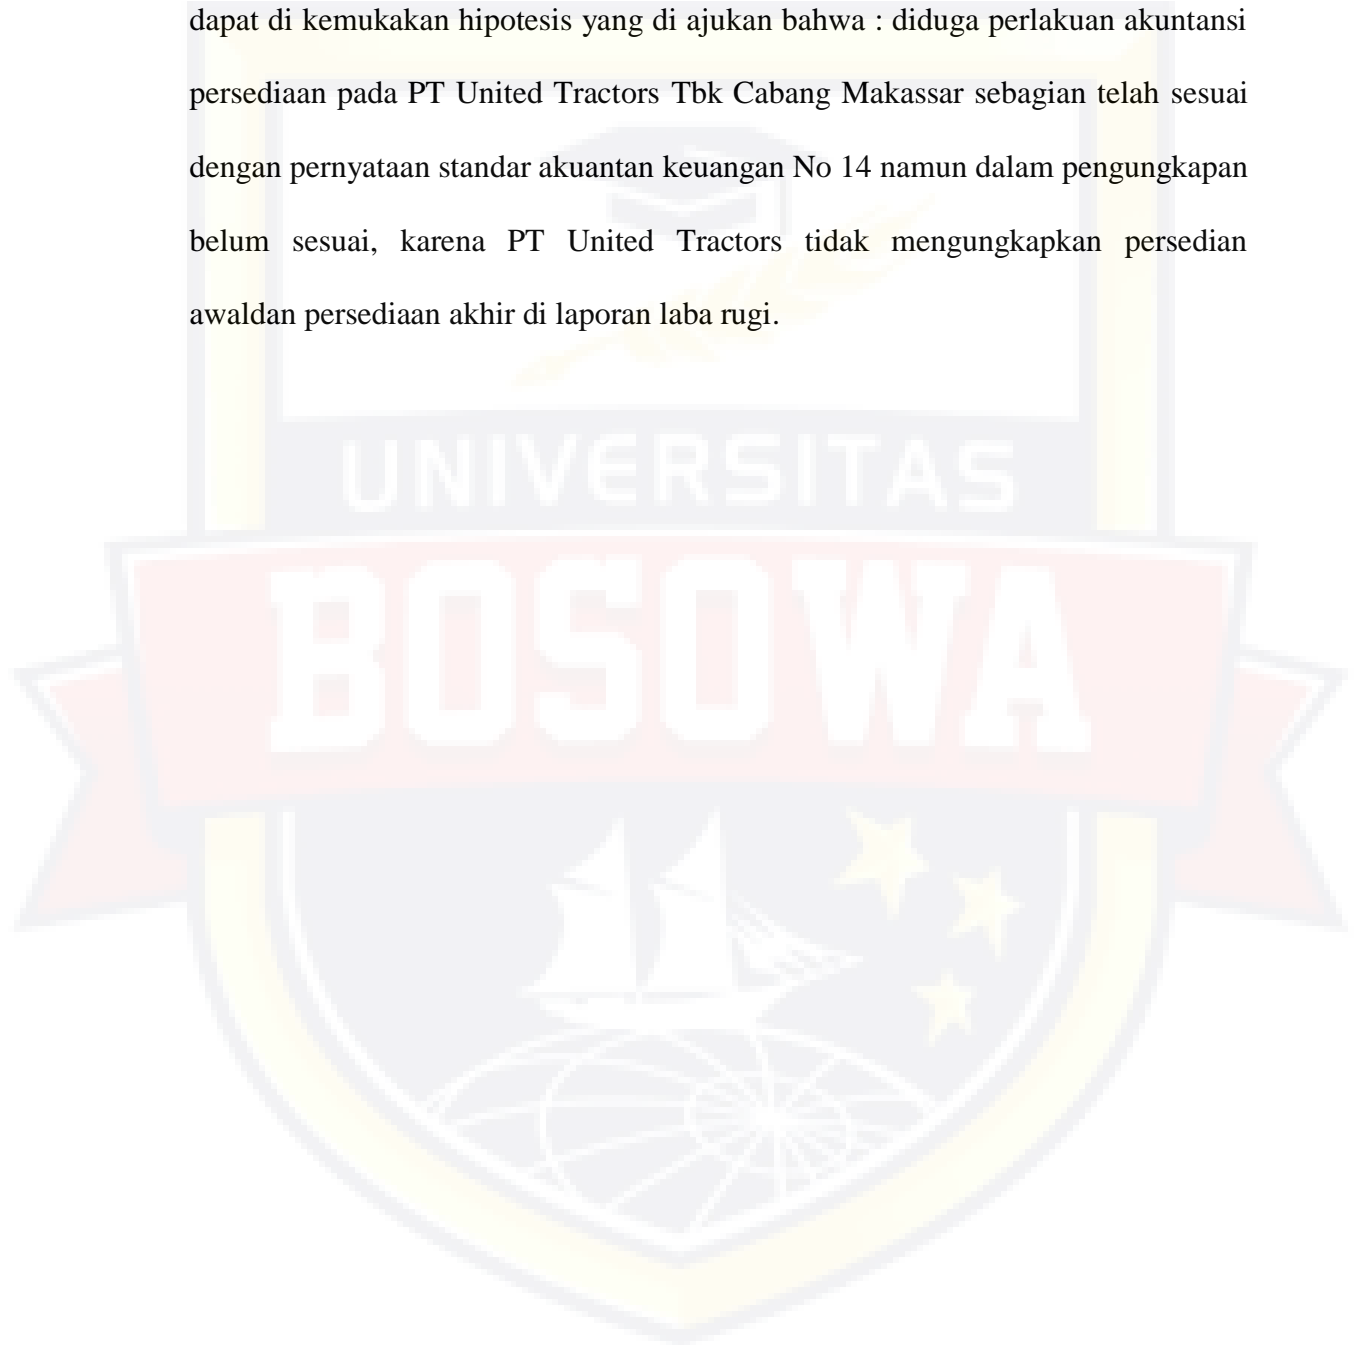 dapat di kemukakan hipotesis yang di ajukan bahwa : diduga perlakuan akuntansi
persediaan pada PT United Tractors Tbk Cabang Makassar sebagian telah sesuai
dengan pernyataan standar akuantan keuangan No 14 namun dalam pengungkapan
belum sesuai, karena PT United Tractors tidak mengungkapkan persedian
awaldan persediaan akhir di laporan laba rugi.
UNIVERSITAS
BOSOWA